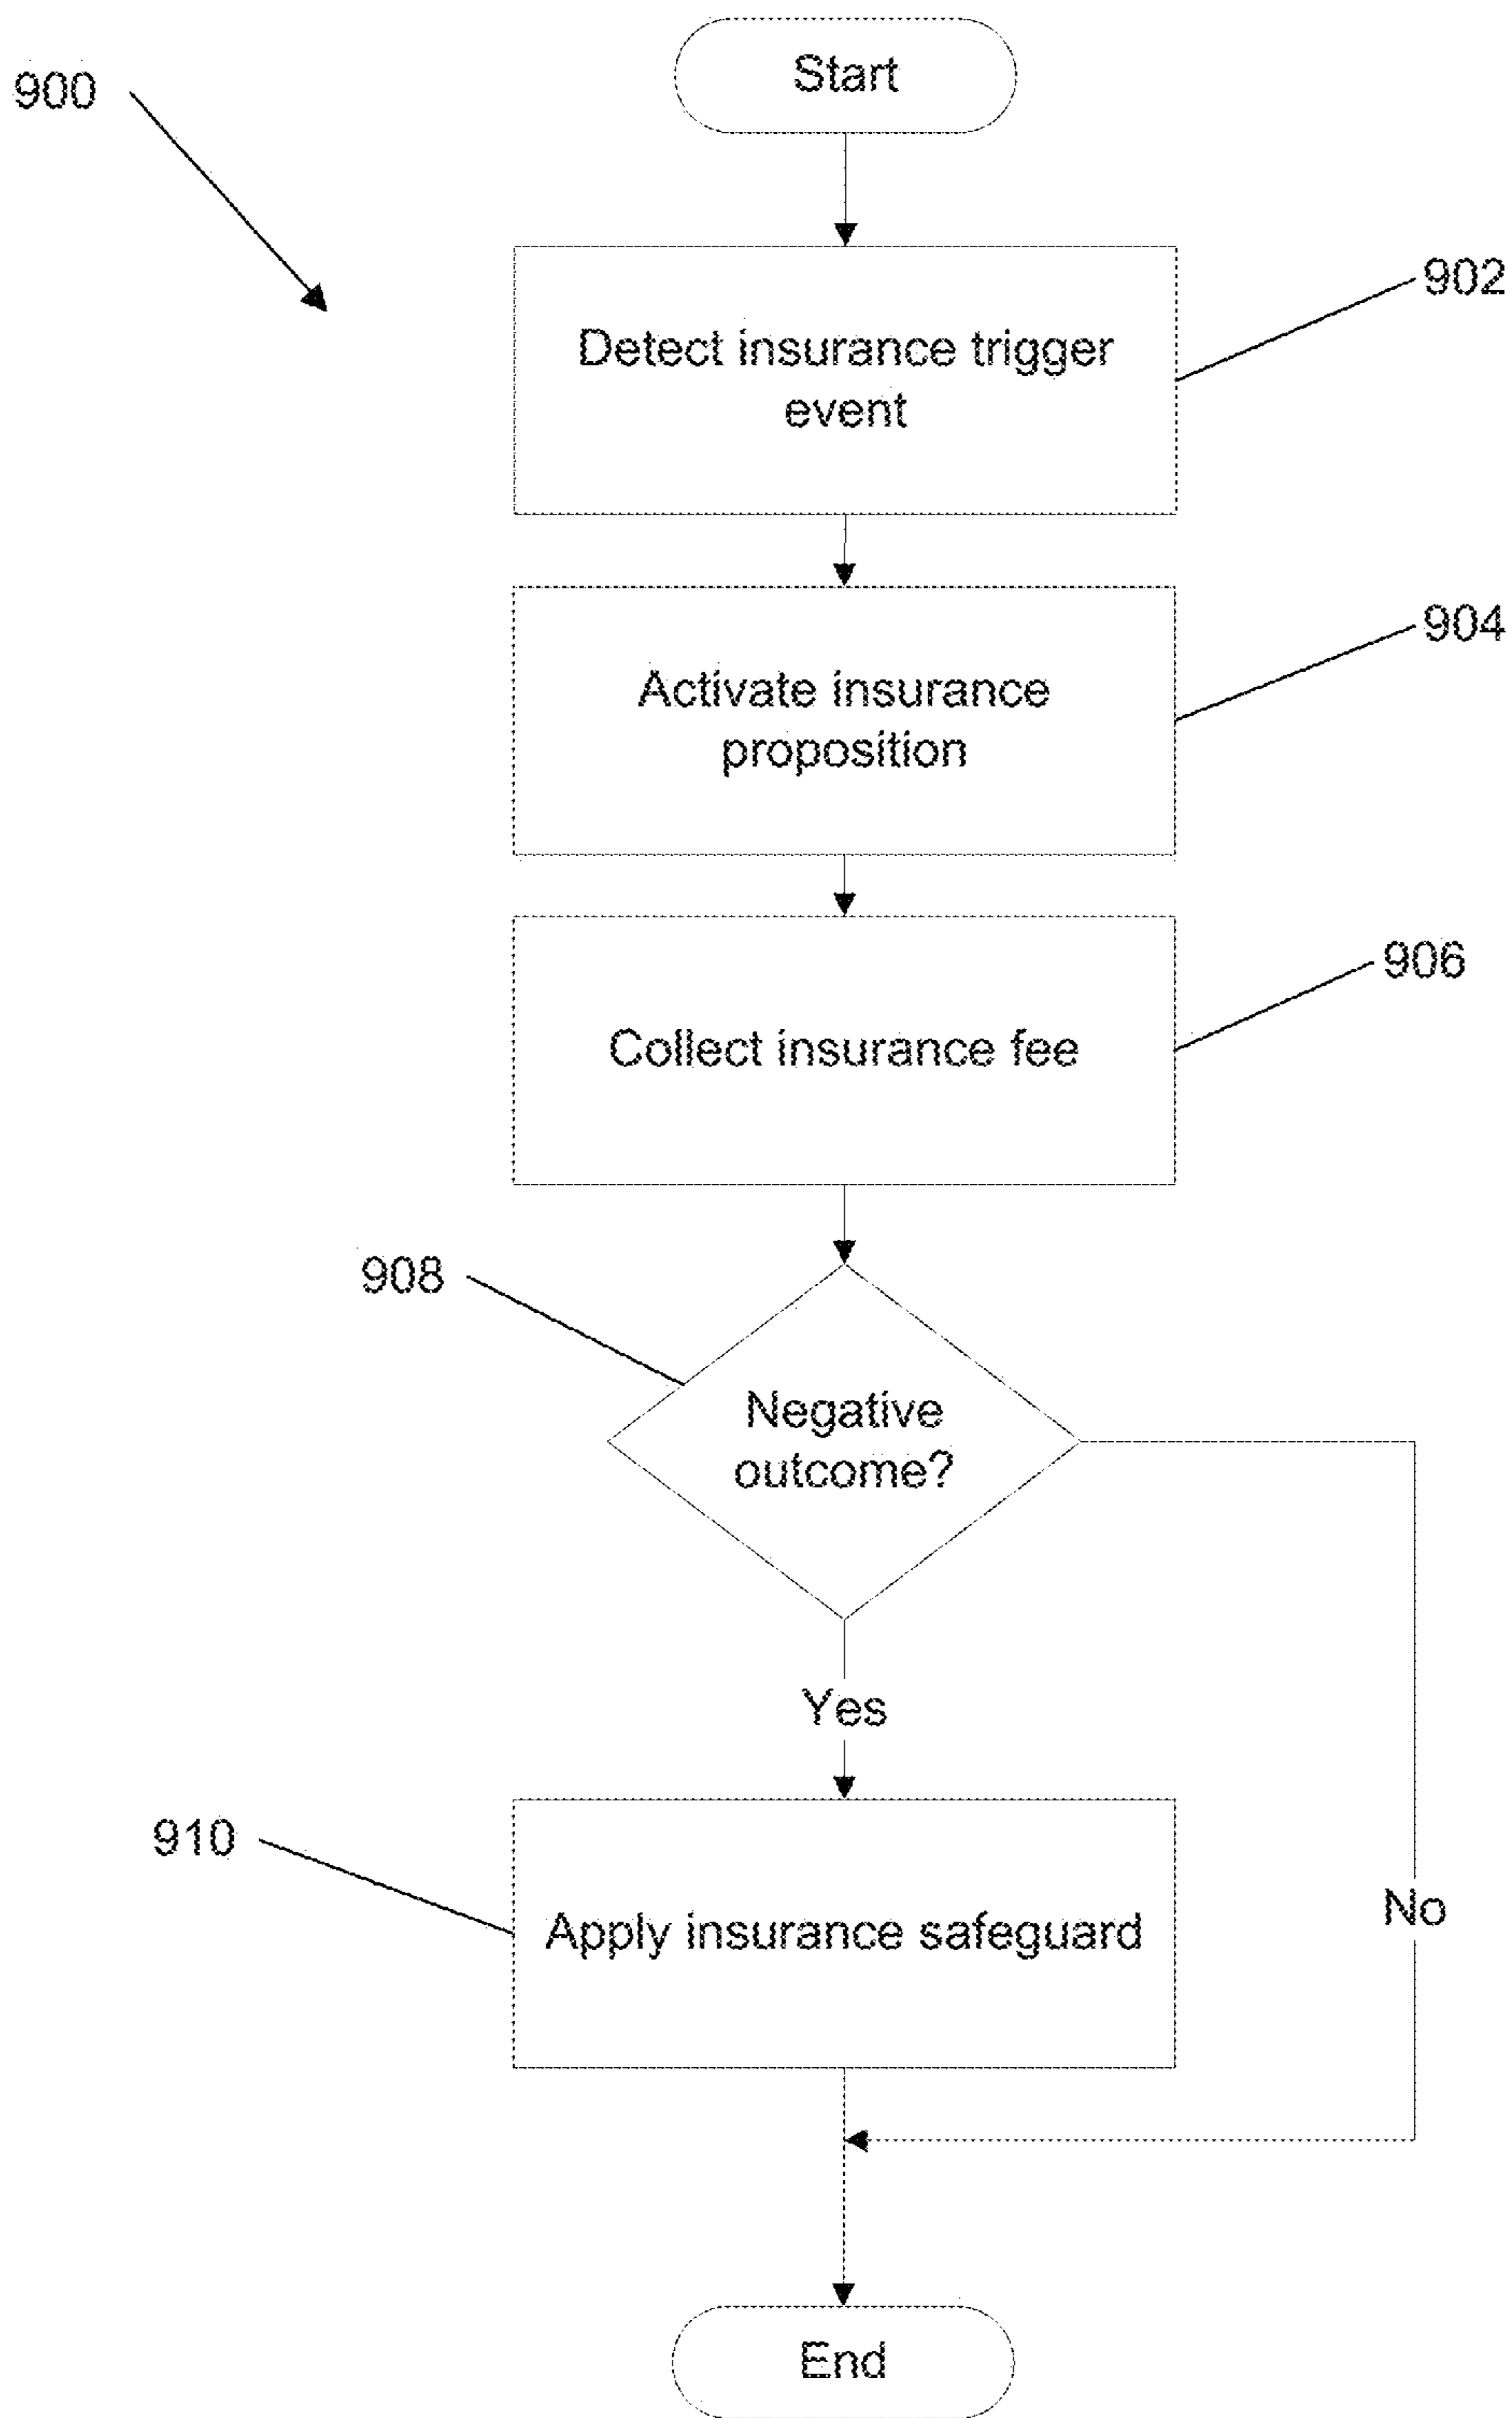 Start
900
902
Detect insurance trigger
event
904
Activate insurance
proposition
906
Collect insurance fee
908
Negative
outcome?
Yes
910
Apply insurance safeguard
No
End